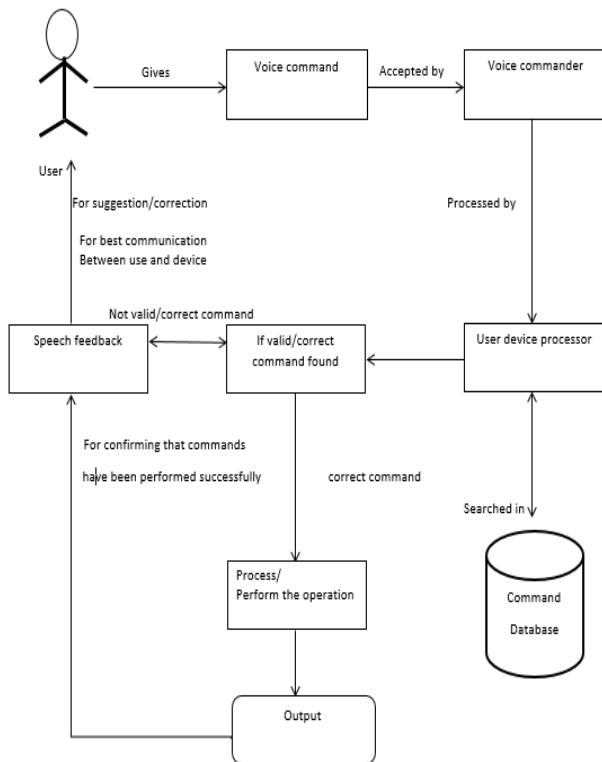 Gives
Voice command
Accepted by
Voice commander
User
For suggestion/correction
Processed by
For best communication
Between use and device
Not valid/correct command
Speech feedback
If valid/correct
command found
User device processor
For confirming that commands
have been performed successfully
correct command
Searched in
Process/
Perform the operation
Command
Database
Output